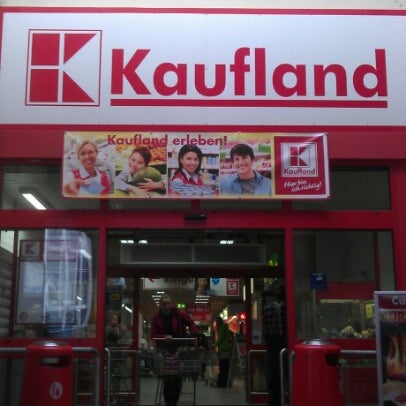 Kaufland
Kaufland erleben!
Kaufland
Hier bin
ich richtig!